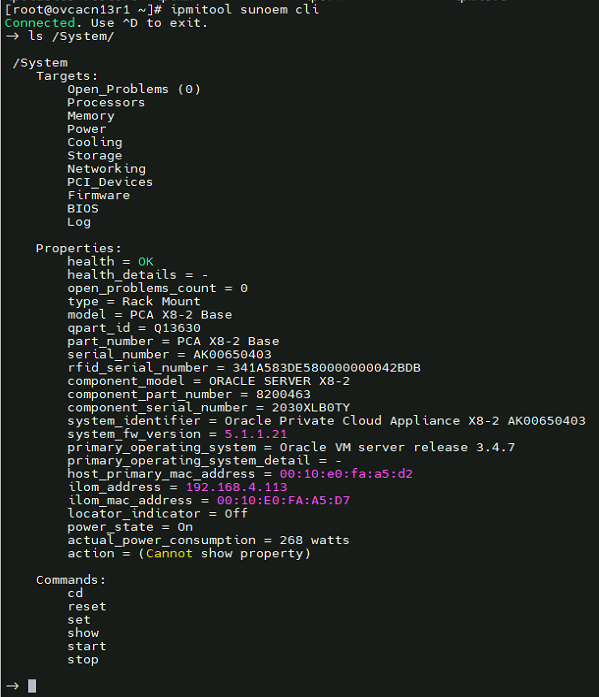 [root@ovcacn13r1 ~]# ipmitool sunoem cli
Connected. Use ^D to exit.
-> ls /System/
/System
Targets:
Open_Problems (0)
Processors
Memory
Power
Cooling
Storage
Networking
PCI_Devices
Firmware
BIOS
Log
Properties:
health = OK
health_details = -
open_problems_count = 0
type = Rack Mount
model = PCA X8-2 Base
qpart_id = Q13630
part_number = PCA X8-2 Base
serial_number = AK00650403
rfid_serial_number = 341A583DE580000000042BDB
component_model = ORACLE SERVER X8-2
component_part_number = 8200463
component_serial_number = 2030XLB0TY
system_identifier = Oracle Private Cloud Appliance X8-2 AK00650403
system_fw_version = 5.1.1.21
primary_operating_system = Oracle VM server release 3.4.7
primary_operating_system_detail = -
host_primary_mac_address = 00:10:e0:fa:a5:d2
ilom_address = 192.168.4.113
ilom_mac_address = 00:10:E0:FA:A5:D7
locator_indicator = Off
power_state = On
actual_power_consumption = 268 watts
action = (Cannot show property)
Commands:
cd
reset
set
show
start
stop
->